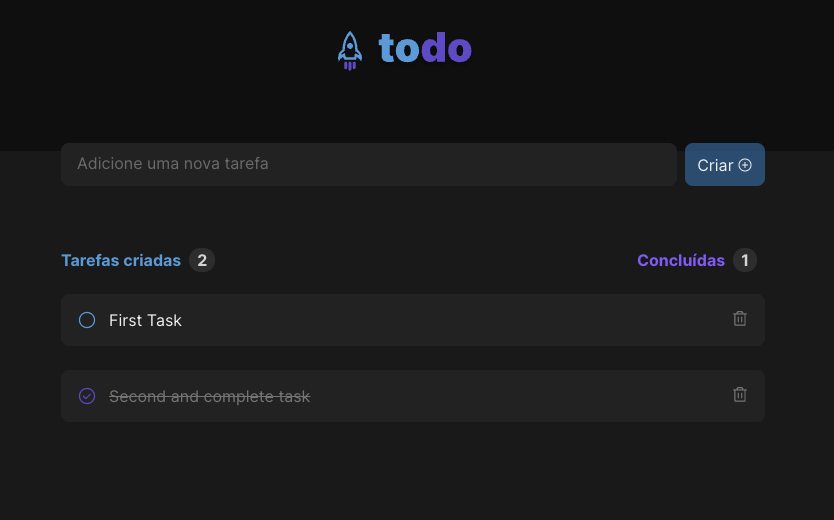 todo
Adicione uma nova tarefa
Criar
Tarefas criadas 2
Concluídas 1
First Task
Second and complete task